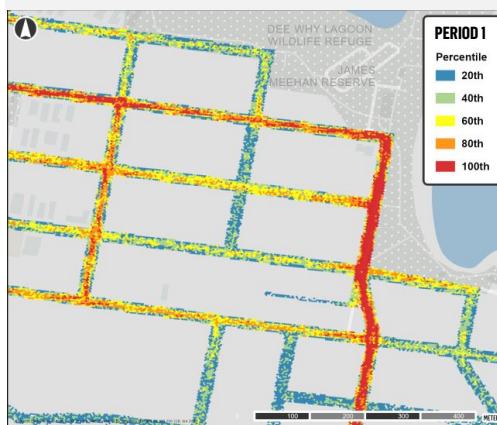 DEE WHY LAGOON
WILDLIFE REFUGE
JAMES
MEEHAN RESERVE
PERIOD 1
Percentile
20th
40th
60th
80th
100th
100
200
300
400
METERS